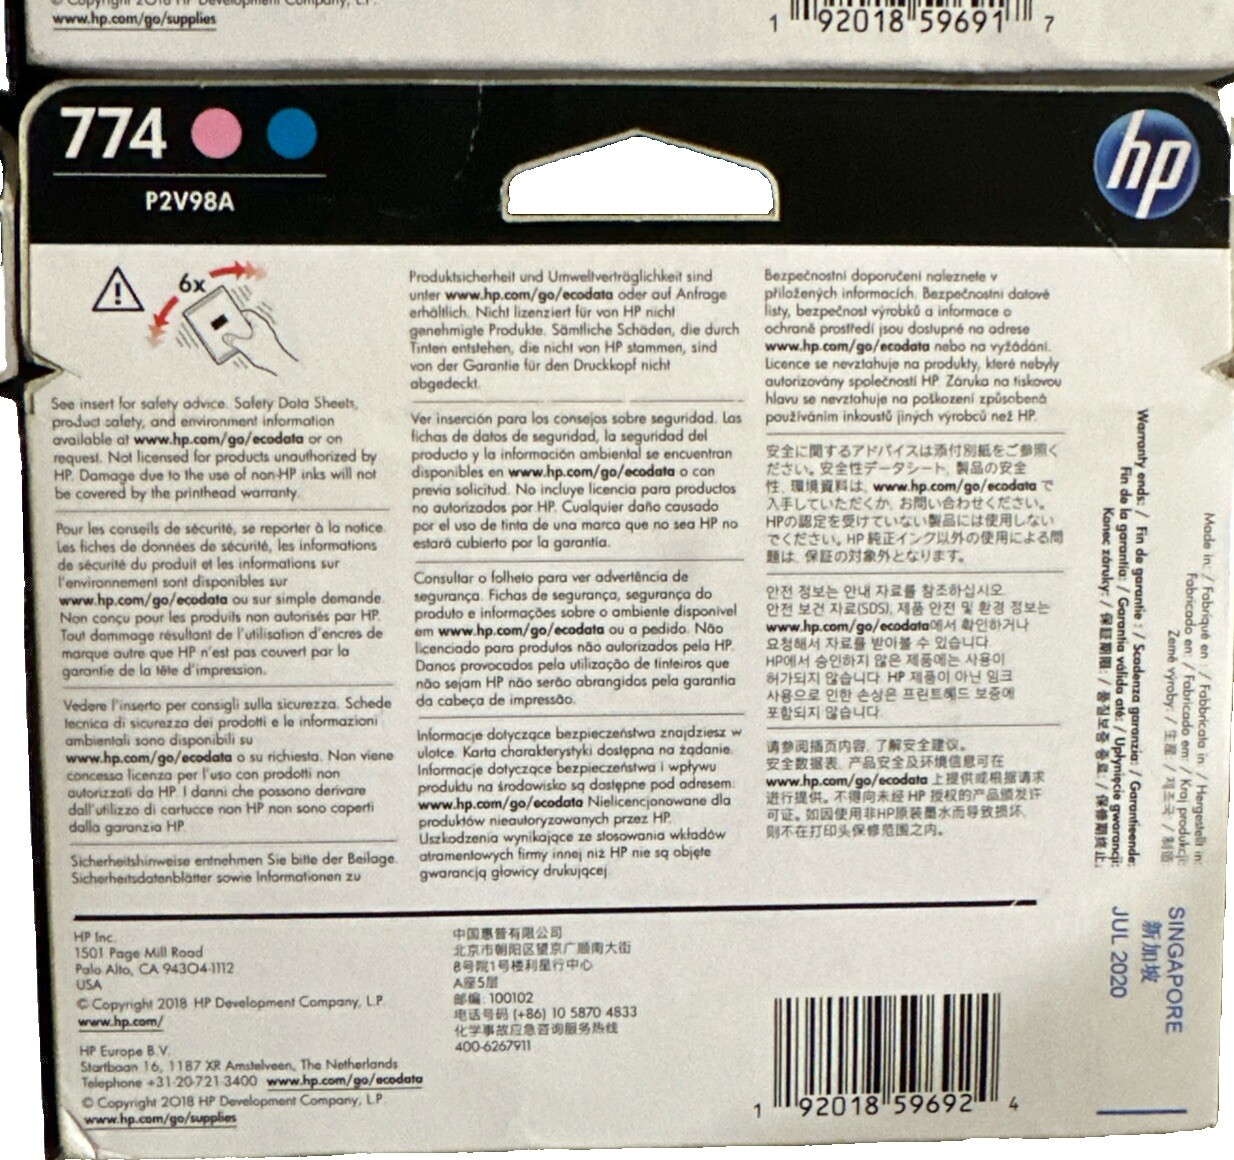 © Copyright 2018 HP Development Company, L.P.
www.hp.com/go/supplies
1 92018 59691 7
774
P2V98A
hp
6x
See insert for safety advice. Safety Data Sheets,
product safety, and environment information
available at www.hp.com/go/ecodata or on
request. Not licensed for products unauthorized by
HP. Damage due to the use of non-HP inks will not
be covered by the printhead warranty.
Pour les conseils de sécurité, se reporter à la notice.
Les fiches de données de sécurité, les informations
de sécurité du produit et les informations sur
l'environnement sont disponibles sur
www.hp.com/go/ecodata ou sur simple demande.
Non conçu pour les produits non autorisés par HP.
Tout dommage résultant de l'utilisation d'encres de
marque autre que HP n'est pas couvert par la
garantie de la tête d'impression.
Vedere l'inserto per consigli sulla sicurezza. Schede
tecnica di sicurezza dei prodotti e le informazioni
ambientali sono disponibili su
www.hp.com/go/ecodata o su richiesta. Non viene
concessa licenza per l'uso con prodotti non
autorizzati da HP. I danni che possono derivare
dall'utilizzo di cartucce non HP non sono coperti
dalla garanzia HP.
Sicherheitshinweise entnehmen Sie bitte der Beilage.
Sicherheitsdatenblätter sowie Informationen zu
Produktsicherheit und Umweltverträglichkeit sind
unter www.hp.com/go/ecodata oder auf Anfrage
erhältlich. Nicht lizenziert für von HP nicht
genehmigte Produkte. Sämtliche Schäden, die durch
Tinten entstehen, die nicht von HP stammen, sind
von der Garantie für den Druckkopf nicht
abgedeckt.
Ver inserción para los consejos sobre seguridad. Las
fichas de datos de seguridad, la seguridad del
producto y la información ambiental se encuentran
disponibles en www.hp.com/go/ecodata o con
previa solicitud. No incluye licencia para productos
no autorizados por HP. Cualquier daño causado
por el uso de tinta de una marca que no sea HP no
estará cubierto por la garantía.
Consultar o folheto para ver advertência de
segurança. Fichas de segurança, segurança do
produto e informações sobre o ambiente disponível
em www.hp.com/go/ecodata ou a pedido. Não
licenciado para produtos não autorizados pela HP.
Danos provocados pela utilização de tinteiros que
não sejam HP não serão abrangidos pela garantia
da cabeça de impressão.
Informacje dotyczące bezpieczeństwa znajdziesz w
ulotce. Karta charakterystyki dostępna na żądanie.
Informacje dotyczące bezpieczeństwa i wpływu
produktu na środowisko są dostępne pod adresem:
www.hp.com/go/ecodata Nielicencjonowane dla
produktów nieautoryzowanych przez HP.
Uszkodzenia wynikające ze stosowania wkładów
atramentowych firmy innej niż HP nie są objęte
gwarancją głowicy drukującej.
Bezpečnostní doporučení naleznete v
přiložených informacích. Bezpečnostní datové
listy, bezpečnost výrobků a informace o
ochraně prostředí jsou dostupné na adrese
www.hp.com/go/ecodata nebo na vyžádání.
Licence se nevztahuje na produkty, které nebyly
autorizovány společností HP. Záruka na tiskovou
hlavu se nevztahuje na poškození způsobená
používáním inkoustů jiných výrobců než HP.
安全に関するアドバイスは添付別紙をご参照く
ださい。安全性データシート、製品の安全
性、環境資料は、www.hp.com/go/ecodata で
入手していただくか、お問い合わせください。
HPの認定を受けていない製品には使用しない
でください。HP 純正インク以外の使用による問
題は、保証の対象外となります。
안전 정보는 안내 자료를 참조하십시오.
안전 보건 자료(SDS), 제품 안전 및 환경 정보는
www.hp.com/go/ecodata에서 확인하거나
요청해서 자료를 받아볼 수 있습니다.
HP에서 승인하지 않은 제품에는 사용이
허가되지 않습니다. HP 제품이 아닌 잉크
사용으로 인한 손상은 프린트헤드 보증에
포함되지 않습니다.
请参阅插页内容,了解安全建议。
安全数据表、产品安全及环境信息可在
www.hp.com/go/ecodata 上提供或根据请求
进行提供。不得向未经 HP 授权的产品颁发许
可证。如因使用非HP原装墨水而导致损坏,
则不在打印头保修范围之内。
Made in: / Fabriqué en : / Fabbricata in: / Hergestellt in:
Fabricado en: / Fabricado em: / Kraj produkcji:
Země výroby: / 生産 / 제조국 / 制造
Warranty ends: / Fin de garantie : / Scadenza garanzia: / Garantieende:
Fin de la garantía: / Garantia válida até: / Upłynięcie gwarancji:
Konec záruky: / 保証期限: / 품질보증 종료: / 保修期终止:
SINGAPORE
新加坡
JUL 2020
HP Inc.
1501 Page Mill Road
Palo Alto, CA 94304-1112
USA
© Copyright 2018 HP Development Company, L.P.
www.hp.com/
HP Europe B.V.
Startbaan 16, 1187 XR Amstelveen, The Netherlands
Telephone +31-20-721 3400 www.hp.com/go/ecodata
© Copyright 2018 HP Development Company, L.P.
www.hp.com/go/supplies
中国惠普有限公司
北京市朝阳区望京广顺南大街
8号院1号楼利星行中心
A座5层
邮编: 100102
电话号码 (+86) 10 5870 4833
化学事故应急咨询服务热线
400-6267911
1 92018 59692 4